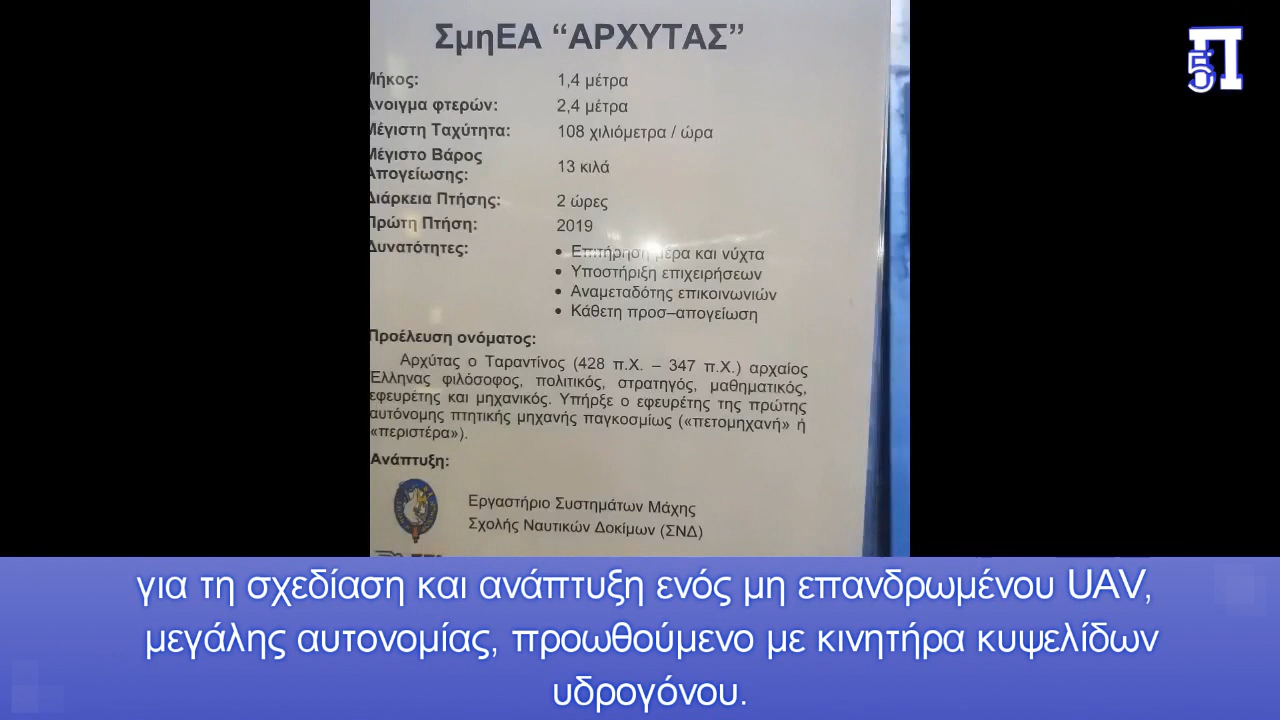 ΣμηΕΑ “ΑΡΧΥΤΑΣ”
Μήκος: 1,4 μέτρα
Άνοιγμα φτερών: 2,4 μέτρα
Μέγιστη Ταχύτητα: 108 χιλιόμετρα / ώρα
Μέγιστο Βάρος
Απογείωσης: 13 κιλά
Διάρκεια Πτήσης: 2 ώρες
Πρώτη Πτήση: 2019
Δυνατότητες: • Επιτήρηση μέρα και νύχτα
• Υποστήριξη επιχειρήσεων
• Αναμεταδότης επικοινωνιών
• Κάθετη προσ–απογείωση
Προέλευση ονόματος:
Αρχύτας ο Ταραντίνος (428 π.Χ. – 347 π.Χ.) αρχαίος
Έλληνας φιλόσοφος, πολιτικός, στρατηγός, μαθηματικός,
εφευρέτης και μηχανικός. Υπήρξε ο εφευρέτης της πρώτης
αυτόνομης πτητικής μηχανής παγκοσμίως («πετομηχανή» ή
«περιστέρα»).
Ανάπτυξη:
Εργαστήριο Συστημάτων Μάχης
Σχολής Ναυτικών Δοκίμων (ΣΝΔ)
5Π
για τη σχεδίαση και ανάπτυξη ενός μη επανδρωμένου UAV,
μεγάλης αυτονομίας, προωθούμενο με κινητήρα κυψελίδων
υδρογόνου.